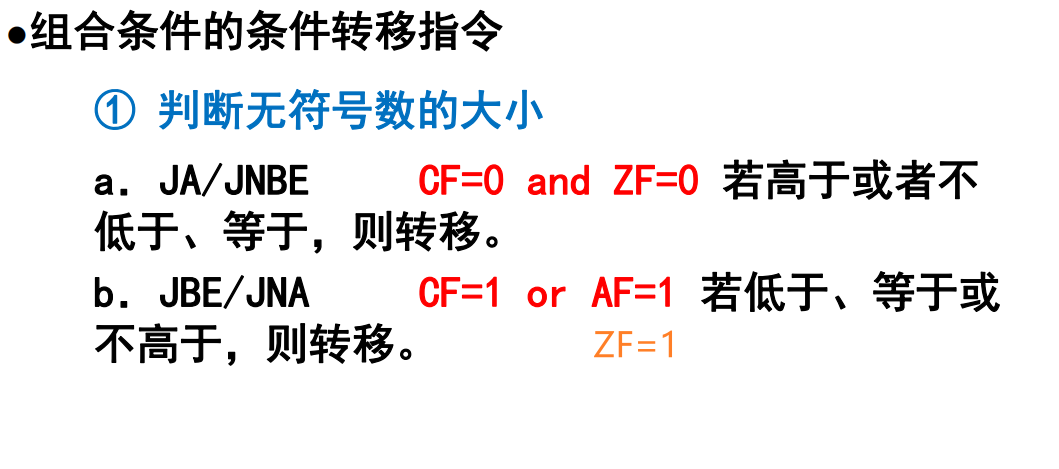 ●组合条件的条件转移指令
① 判断无符号数的大小
a. JA/JNBE CF=0 and ZF=0 若高于或者不
低于、等于，则转移。
b. JBE/JNA CF=1 or AF=1 若低于、等于或
不高于，则转移。 ZF=1